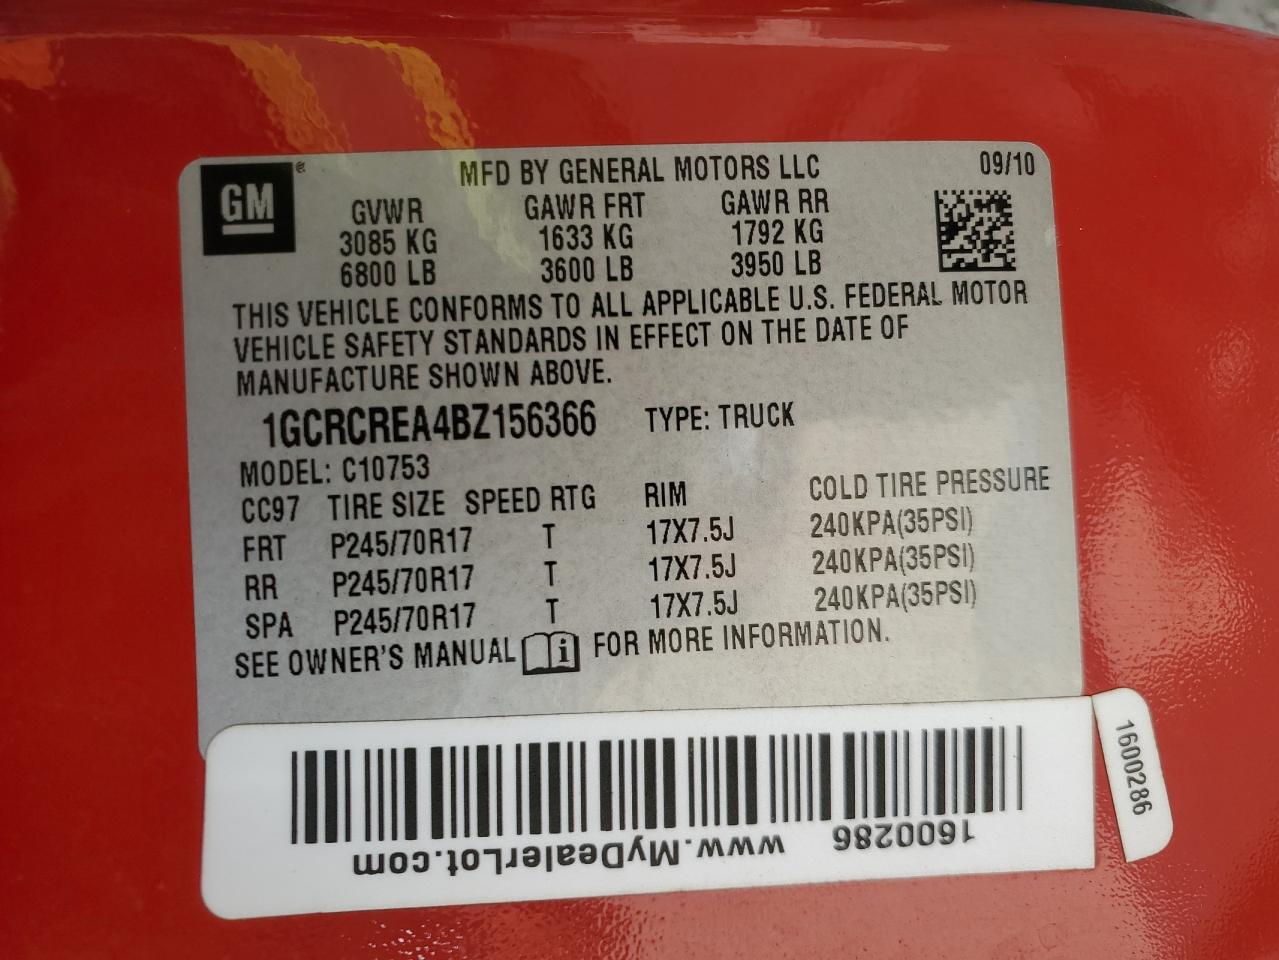 GM
MFD BY GENERAL MOTORS LLC 09/10
GVWR GAWR FRT GAWR RR
3085 KG 1633 KG 1792 KG
6800 LB 3600 LB 3950 LB
THIS VEHICLE CONFORMS TO ALL APPLICABLE U.S. FEDERAL MOTOR
VEHICLE SAFETY STANDARDS IN EFFECT ON THE DATE OF
MANUFACTURE SHOWN ABOVE.
1GCRCREA4BZ156366 TYPE: TRUCK
MODEL: C10753
CC97 TIRE SIZE SPEED RTG RIM COLD TIRE PRESSURE
FRT P245/70R17 T 17X7.5J 240KPA(35PSI)
RR P245/70R17 T 17X7.5J 240KPA(35PSI)
SPA P245/70R17 T 17X7.5J 240KPA(35PSI)
SEE OWNER'S MANUAL i FOR MORE INFORMATION.
1600286 www.MyDealerLot.com
1600286